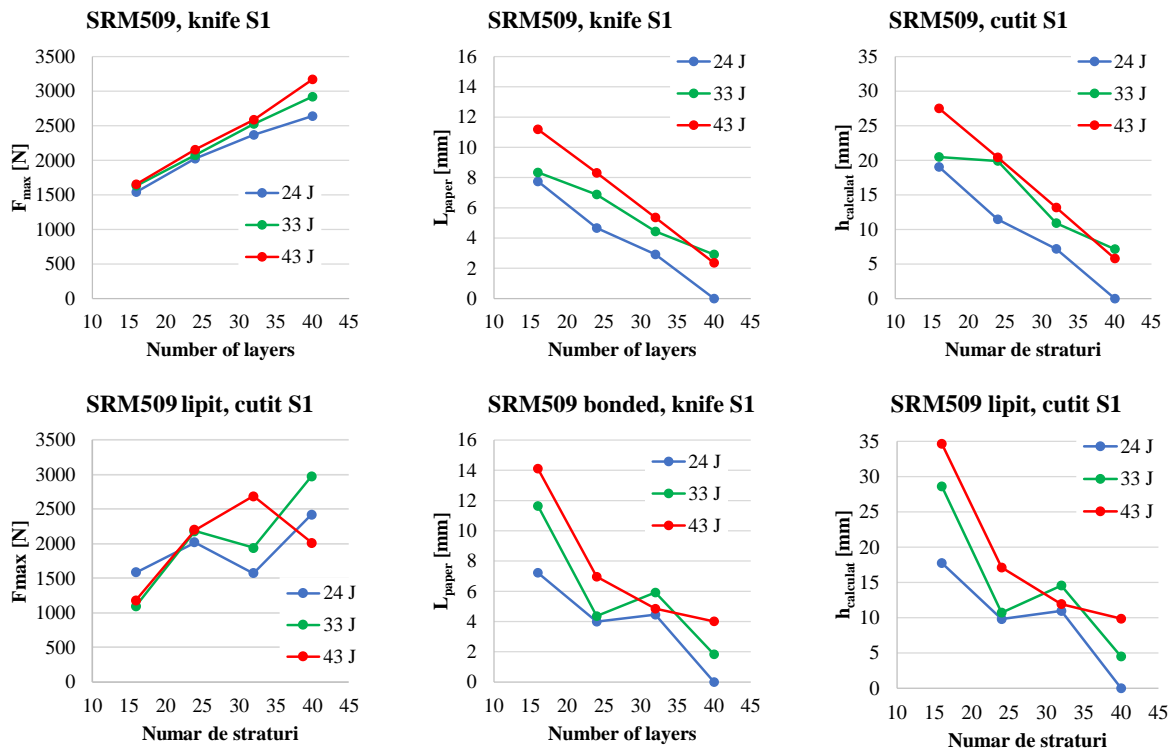 SRM509, knife S1
3500
3000
2500
2000
1500
1000
500
0
F_max [N]
24 J
33 J
43 J
10 15 20 25 30 35 40 45
Number of layers
SRM509, knife S1
16
14
12
10
8
6
4
2
0
L_paper [mm]
24 J
33 J
43 J
10 15 20 25 30 35 40 45
Number of layers
SRM509, cutit S1
35
30
25
20
15
10
5
0
h_calculat [mm]
24 J
33 J
43 J
10 15 20 25 30 35 40 45
Numar de straturi
SRM509 lipit, cutit S1
3500
3000
2500
2000
1500
1000
500
0
Fmax [N]
24 J
33 J
43 J
10 15 20 25 30 35 40 45
Numar de straturi
SRM509 bonded, knife S1
16
14
12
10
8
6
4
2
0
L_paper [mm]
24 J
33 J
43 J
10 15 20 25 30 35 40 45
Number of layers
SRM509 lipit, cutit S1
35
30
25
20
15
10
5
0
h_calculat [mm]
24 J
33 J
43 J
10 15 20 25 30 35 40 45
Numar de straturi